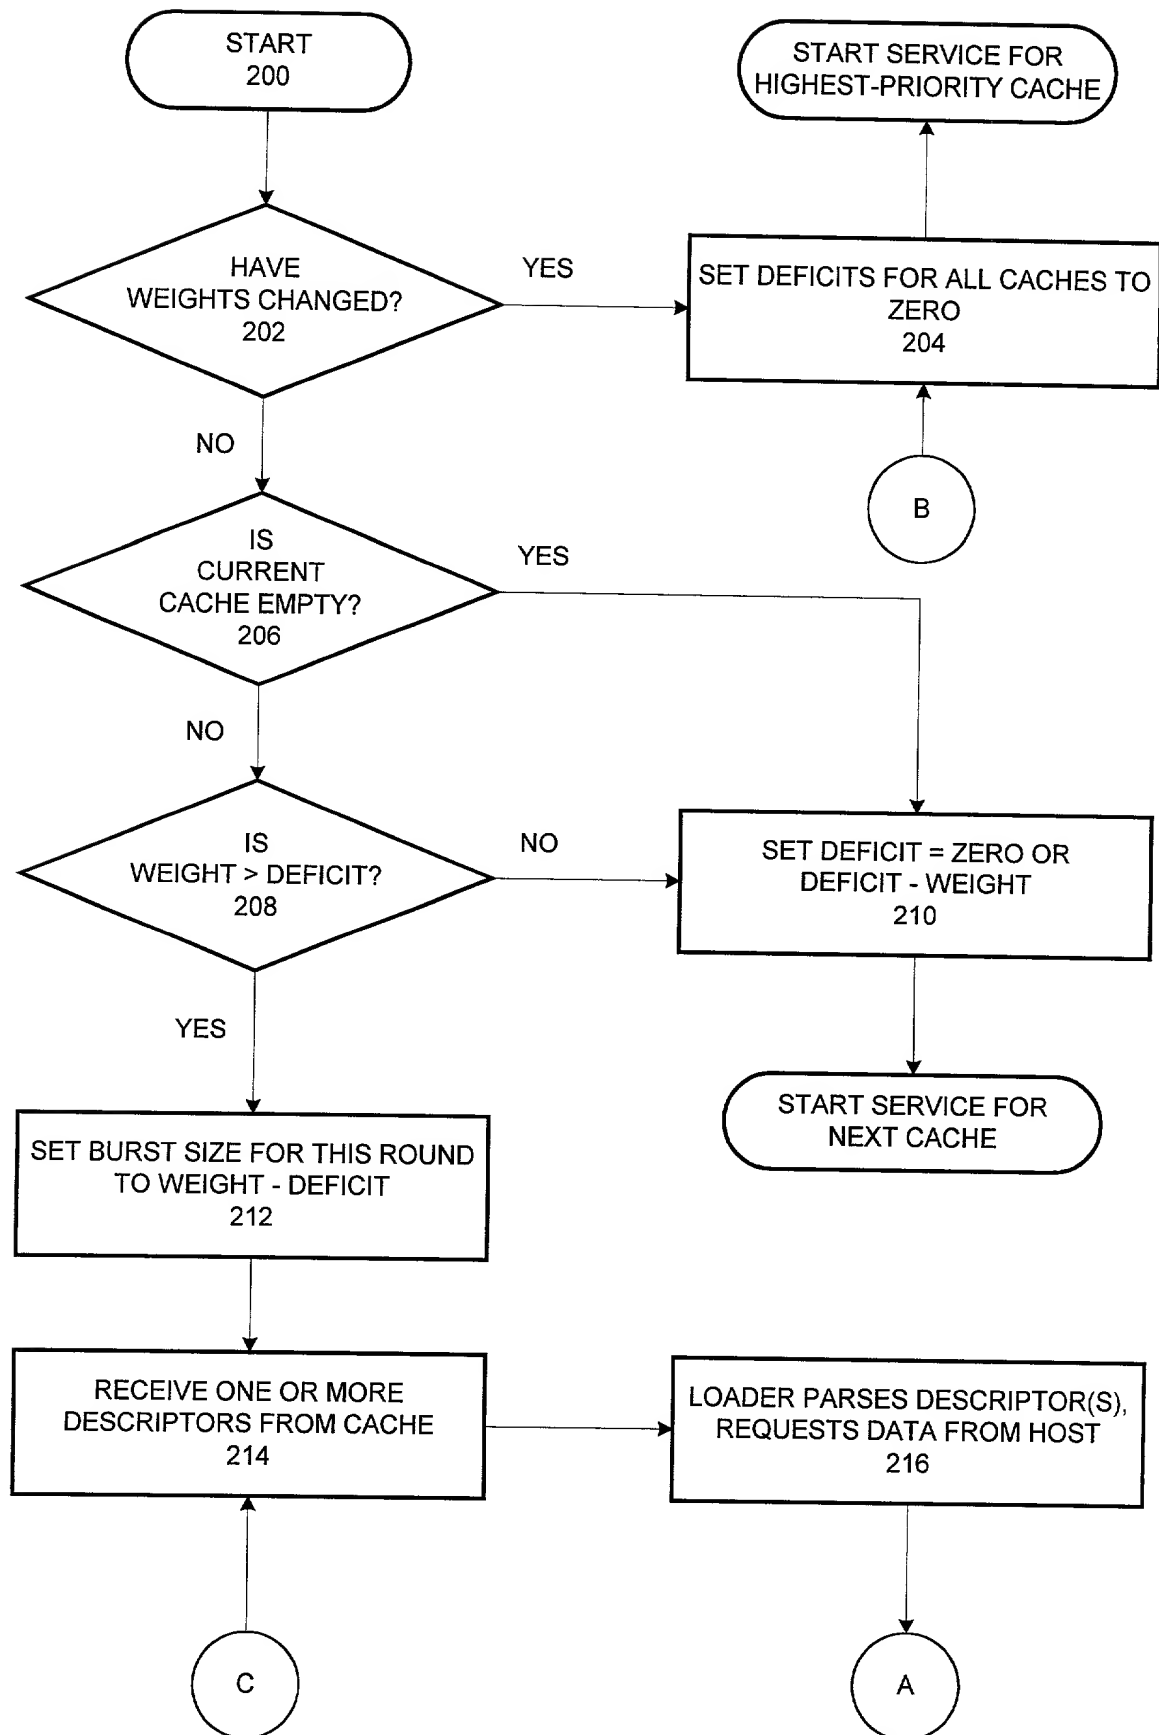 START
200
START SERVICE FOR
HIGHEST-PRIORITY CACHE
HAVE
WEIGHTS CHANGED?
202
YES
SET DEFICITS FOR ALL CACHES TO
ZERO
204
NO
B
IS
CURRENT
CACHE EMPTY?
206
YES
NO
IS
WEIGHT > DEFICIT?
208
NO
SET DEFICIT = ZERO OR
DEFICIT - WEIGHT
210
YES
START SERVICE FOR
NEXT CACHE
SET BURST SIZE FOR THIS ROUND
TO WEIGHT - DEFICIT
212
RECEIVE ONE OR MORE
DESCRIPTORS FROM CACHE
214
LOADER PARSES DESCRIPTOR(S),
REQUESTS DATA FROM HOST
216
C
A